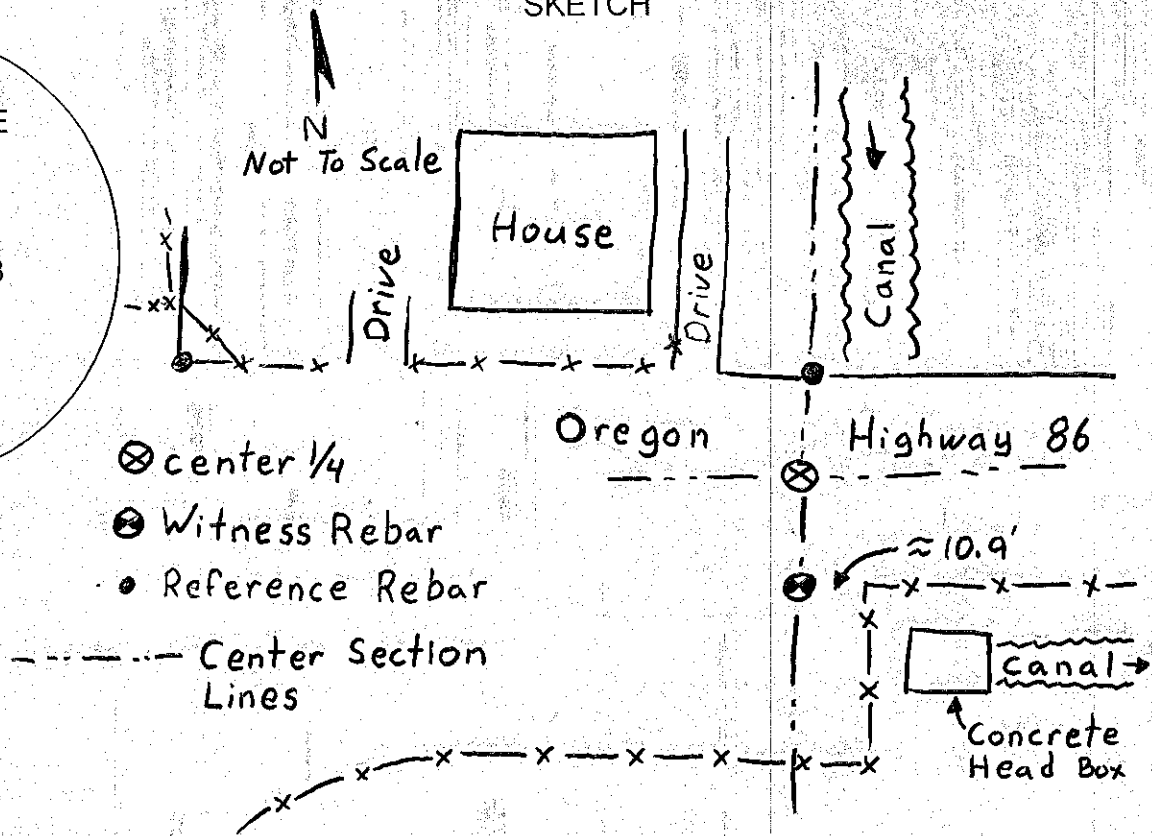 SKETCH
N
Not To Scale
House
Drive
Drive
Canal
Oregon Highway 86
center 1/4
Witness Rebar
≈10.9'
Reference Rebar
Center Section
Lines
Canal
Concrete
Head Box